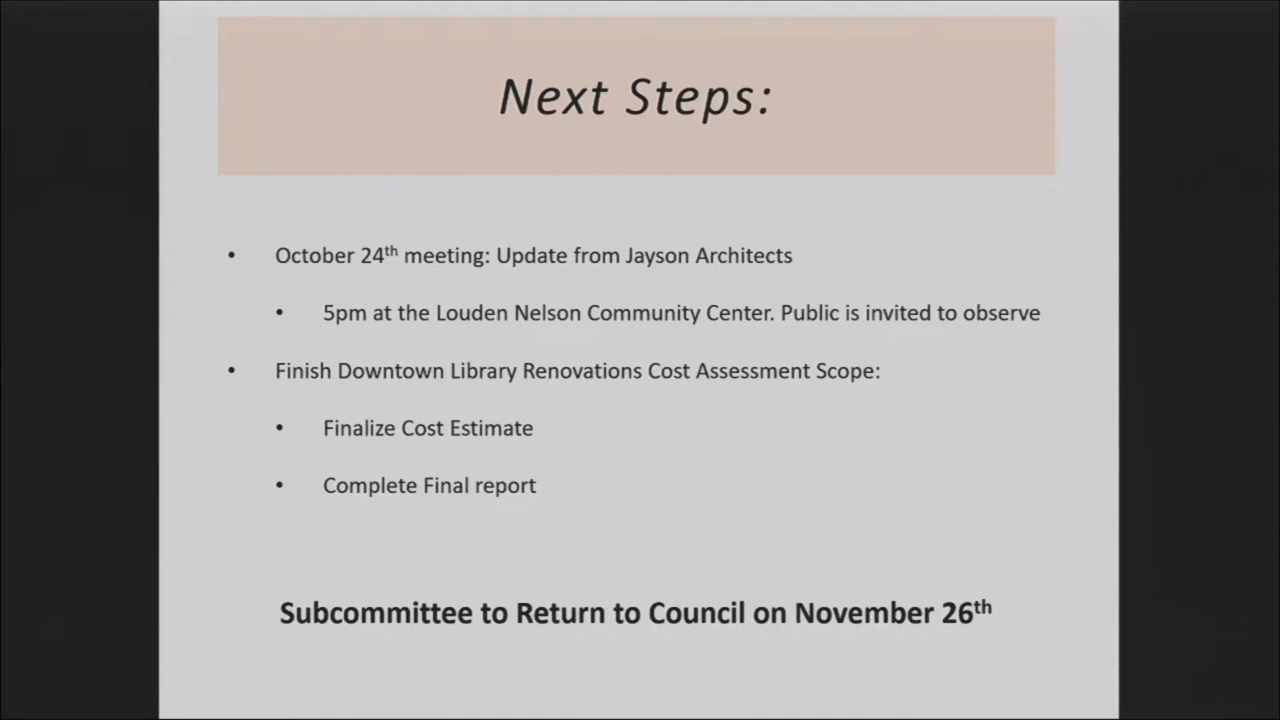 Next Steps:
• October 24th meeting: Update from Jayson Architects
• 5pm at the Louden Nelson Community Center. Public is invited to observe
• Finish Downtown Library Renovations Cost Assessment Scope:
• Finalize Cost Estimate
• Complete Final report
Subcommittee to Return to Council on November 26th